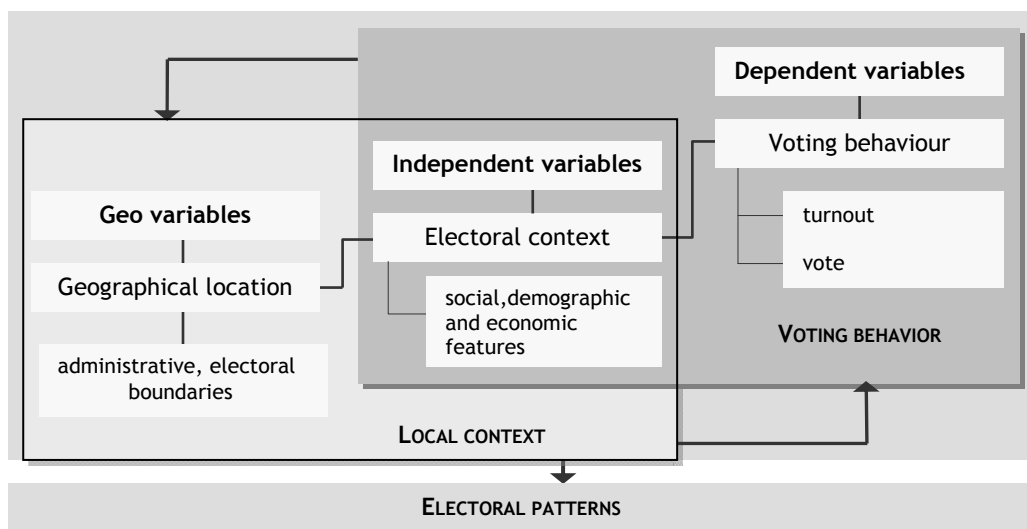 Dependent variables
Voting behaviour
turnout
vote
VOTING BEHAVIOR
Independent variables
Electoral context
social,demographic
and economic
features
Geo variables
Geographical location
administrative, electoral
boundaries
LOCAL CONTEXT
ELECTORAL PATTERNS